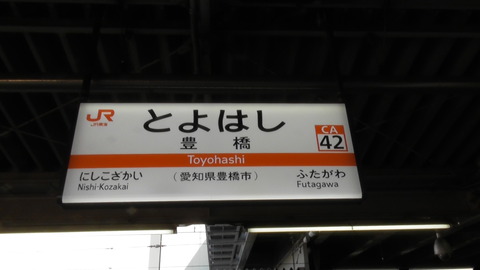 JR
JR東海
とよはし
豊橋
CA
42
Toyohashi
にしこざかい
Nishi-Kozakai
(愛知県豊橋市)
ふたがわ
Futagawa